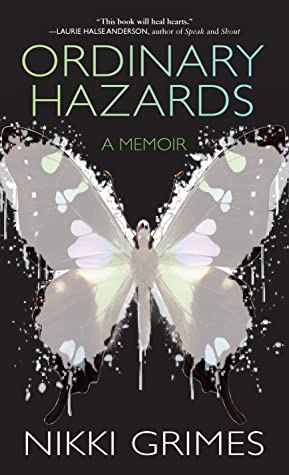 "This book will heal hearts."
—LAURIE HALSE ANDERSON, author of Speak and Shout
ORDINARY
HAZARDS
A MEMOIR
NIKKI GRIMES